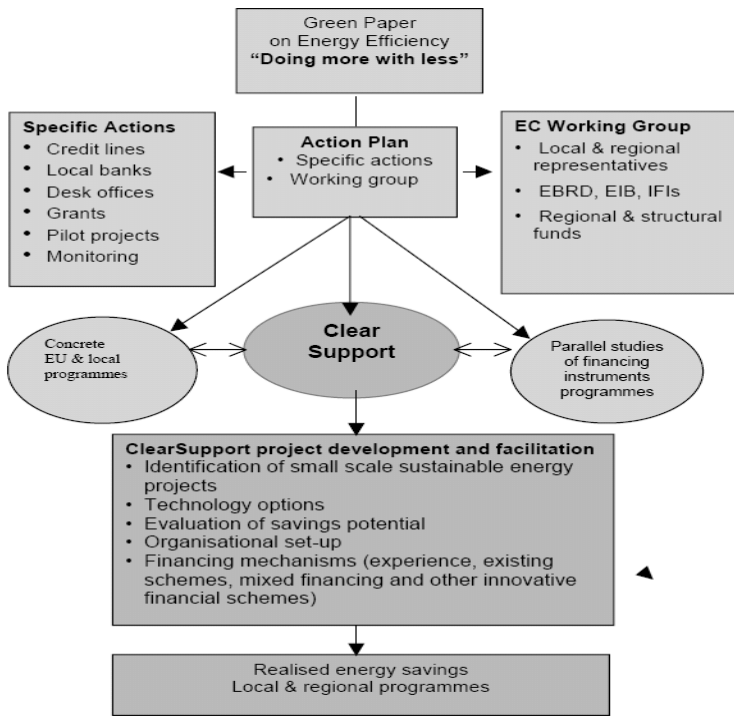 Green Paper
on Energy Efficiency
“Doing more with less”
Specific Actions
• Credit lines
• Local banks
• Desk offices
• Grants
• Pilot projects
• Monitoring
Action Plan
• Specific actions
• Working group
EC Working Group
• Local & regional
representatives
• EBRD, EIB, IFIs
• Regional & structural
funds
Concrete
EU & local
programmes
Clear
Support
Parallel studies
of financing
instruments
programmes
ClearSupport project development and facilitation
• Identification of small scale sustainable energy
projects
• Technology options
• Evaluation of savings potential
• Organisational set-up
• Financing mechanisms (experience, existing
schemes, mixed financing and other innovative
financial schemes)
Realised energy savings
Local & regional programmes